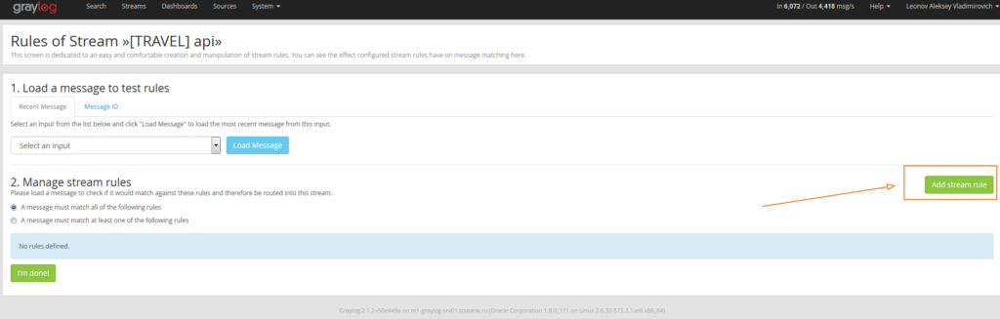 graylog Search Streams Dashboards Sources System In 6,072 / Out 4,418 msg/s Help Leonov Aleksey Vladimirovich
Rules of Stream »[TRAVEL] api»
This screen is dedicated to an easy and comfortable creation and manipulation of stream rules. You can see the effect configured stream rules have on message matching here.
1. Load a message to test rules
Recent Message Message ID
Select an Input from the list below and click "Load Message" to load the most recent message from this input.
Select an input Load Message
2. Manage stream rules
Please load a message to check if it would match against these rules and therefore be routed into this stream.
Add stream rule
A message must match all of the following rules
A message must match at least one of the following rules
No rules defined.
I'm done!
Graylog 2.1.2+50e449a on m1-graylog-srv01.tcsbank.ru (Oracle Corporation 1.8.0_111 on Linux 2.6.32-573.3.1.el6.x86_64)